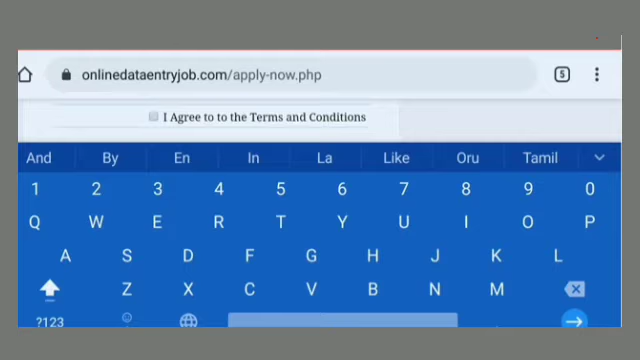 onlinedataentryjob.com/apply-now.php
5
I Agree to to the Terms and Conditions
And By En In La Like Oru Tamil
1 2 3 4 5 6 7 8 9 0
Q W E R T Y U I O P
A S D F G H J K L
Z X C V B N M
?123